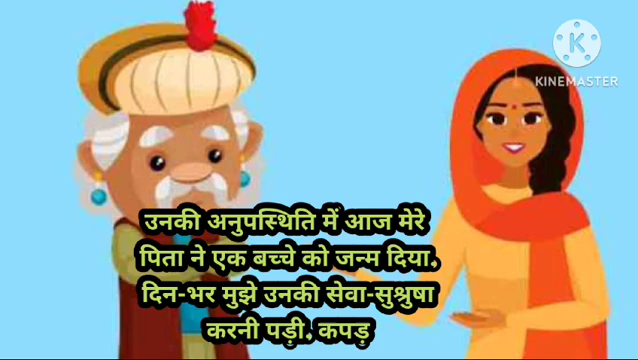 KINEMASTER
उनकी अनुपस्थिति में आज मेरे
पिता ने एक बच्चे को जन्म दिया.
दिन-भर मुझे उनकी सेवा-सुश्रुषा
करनी पड़ी. कपड़